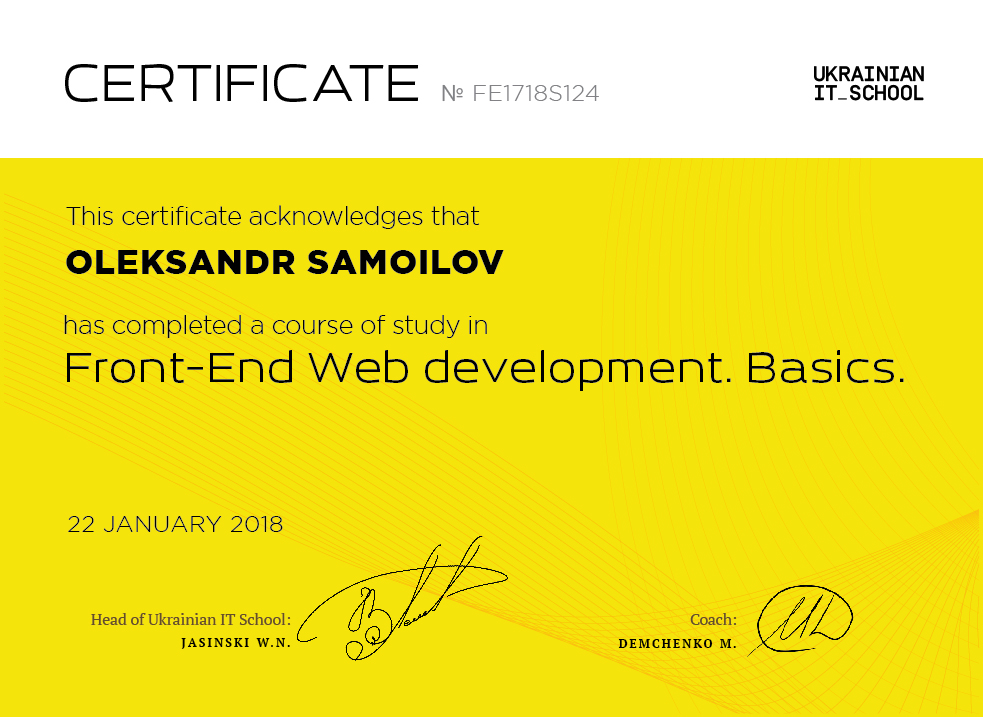 CERTIFICATE № FE1718S124
UKRAINIAN
IT_SCHOOL
This certificate acknowledges that
OLEKSANDR SAMOILOV
has completed a course of study in
Front-End Web development. Basics.
22 JANUARY 2018
Head of Ukrainian IT School:
JASINSKI W.N.
Coach:
DEMCHENKO M.